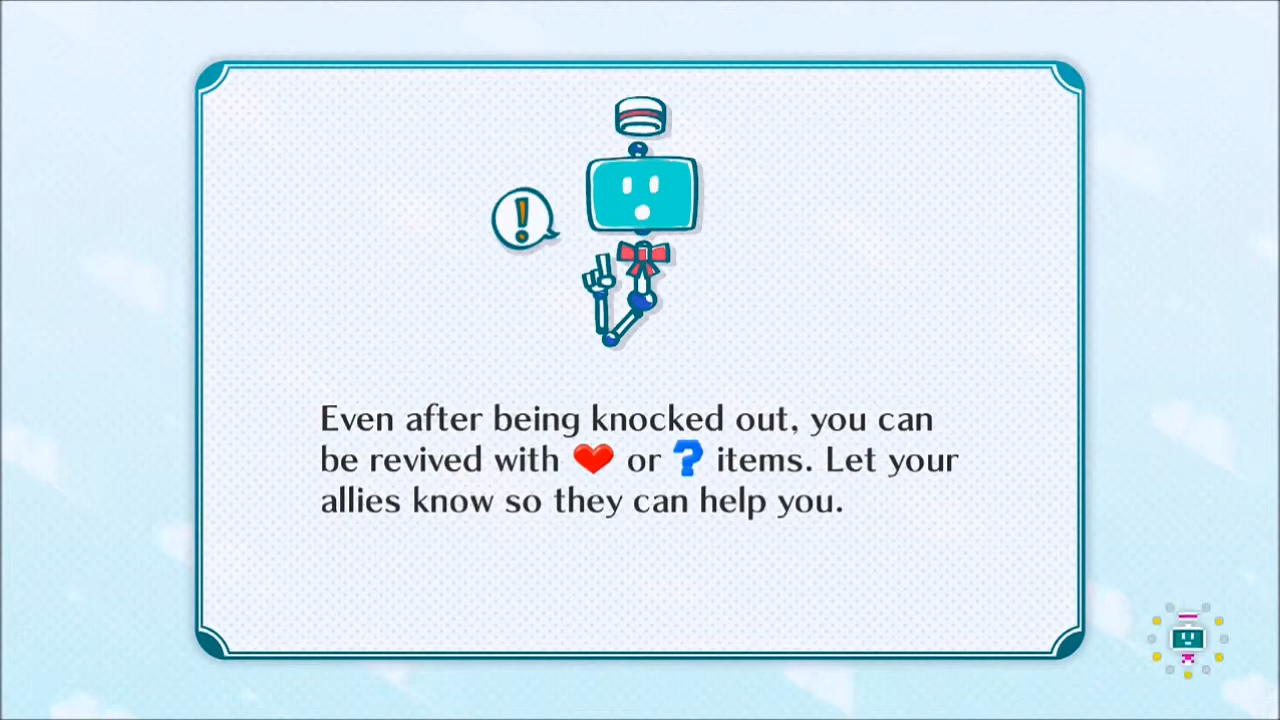 !
Even after being knocked out, you can
be revived with ❤ or ? items. Let your
allies know so they can help you.